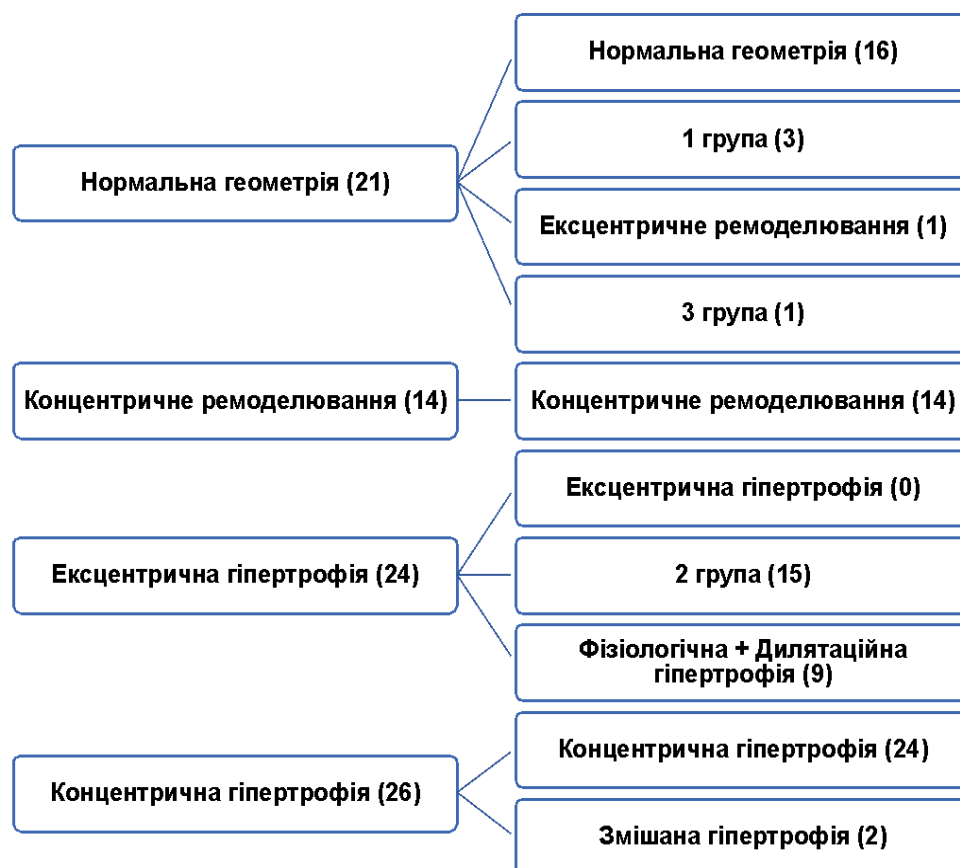 Нормальна геометрія (21)
Нормальна геометрія (16)
1 група (3)
Ексцентричне ремоделювання (1)
3 група (1)
Концентричне ремоделювання (14)
Концентричне ремоделювання (14)
Ексцентрична гіпертрофія (24)
Ексцентрична гіпертрофія (0)
2 група (15)
Фізіологічна + Дилятаційна
гіпертрофія (9)
Концентрична гіпертрофія (26)
Концентрична гіпертрофія (24)
Змішана гіпертрофія (2)